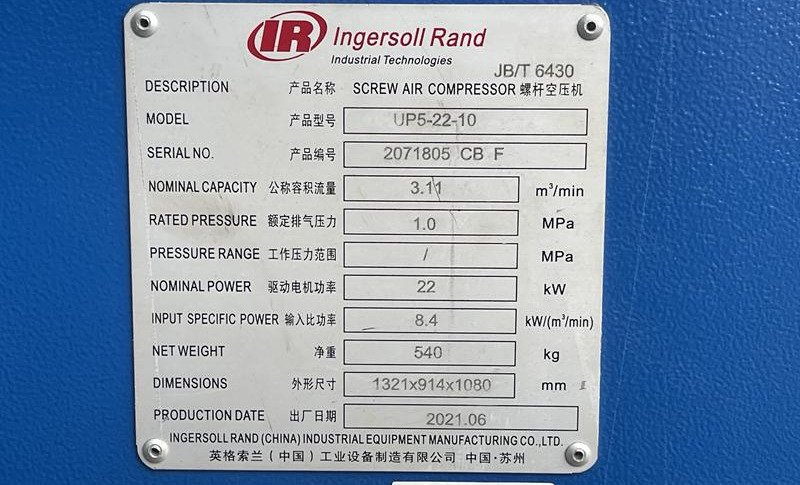 IR Ingersoll Rand
Industrial Technologies
JB/T 6430
DESCRIPTION 产品名称 SCREW AIR COMPRESSOR 螺杆空压机
MODEL 产品型号 UP5-22-10
SERIAL NO. 产品编号 2071805 CB F
NOMINAL CAPACITY 公称容积流量 3.11 m³/min
RATED PRESSURE 额定排气压力 1.0 MPa
PRESSURE RANGE 工作压力范围 / MPa
NOMINAL POWER 驱动电机功率 22 kW
INPUT SPECIFIC POWER 输入比功率 8.4 kW/(m³/min)
NET WEIGHT 净重 540 kg
DIMENSIONS 外形尺寸 1321x914x1080 mm
PRODUCTION DATE 出厂日期 2021.06
INGERSOLL RAND (CHINA) INDUSTRIAL EQUIPMENT MANUFACTURING CO.,LTD.
英格索兰（中国）工业设备制造有限公司 中国·苏州